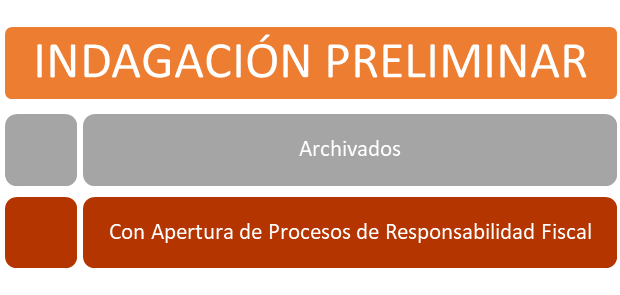 INDAGACIÓN PRELIMINAR
Archivados
Con Apertura de Procesos de Responsabilidad Fiscal